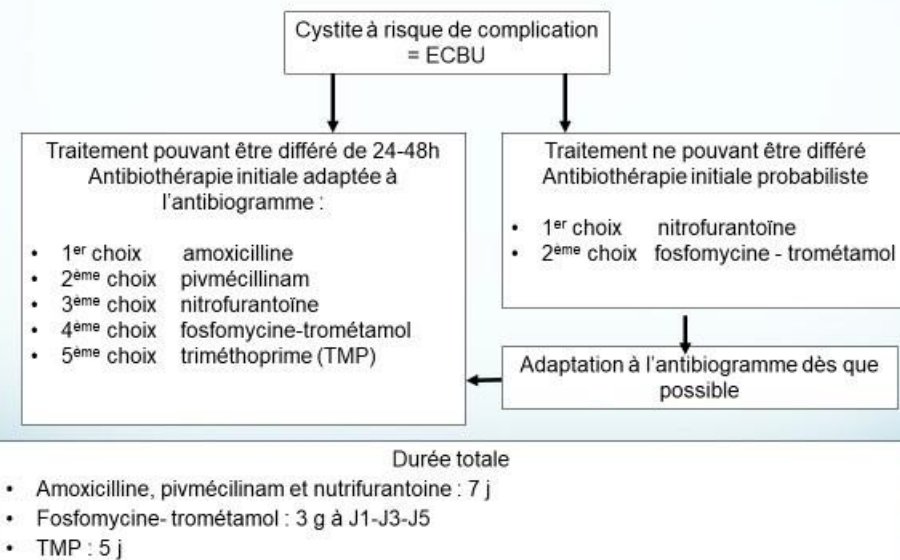 Cystite à risque de complication
= ECBU
Traitement pouvant être différé de 24-48h
Antibiothérapie initiale adaptée à
l'antibiogramme :
• 1er choix amoxicilline
• 2ème choix pivmécillinam
• 3ème choix nitrofurantoïne
• 4ème choix fosfomycine-trométamol
• 5ème choix triméthoprime (TMP)
Traitement ne pouvant être différé
Antibiothérapie initiale probabiliste
• 1er choix nitrofurantoïne
• 2ème choix fosfomycine - trométamol
Adaptation à l'antibiogramme dès que
possible
Durée totale
• Amoxicilline, pivmécilinam et nutrifurantoine : 7 j
• Fosfomycine- trométamol : 3 g à J1-J3-J5
• TMP : 5 j